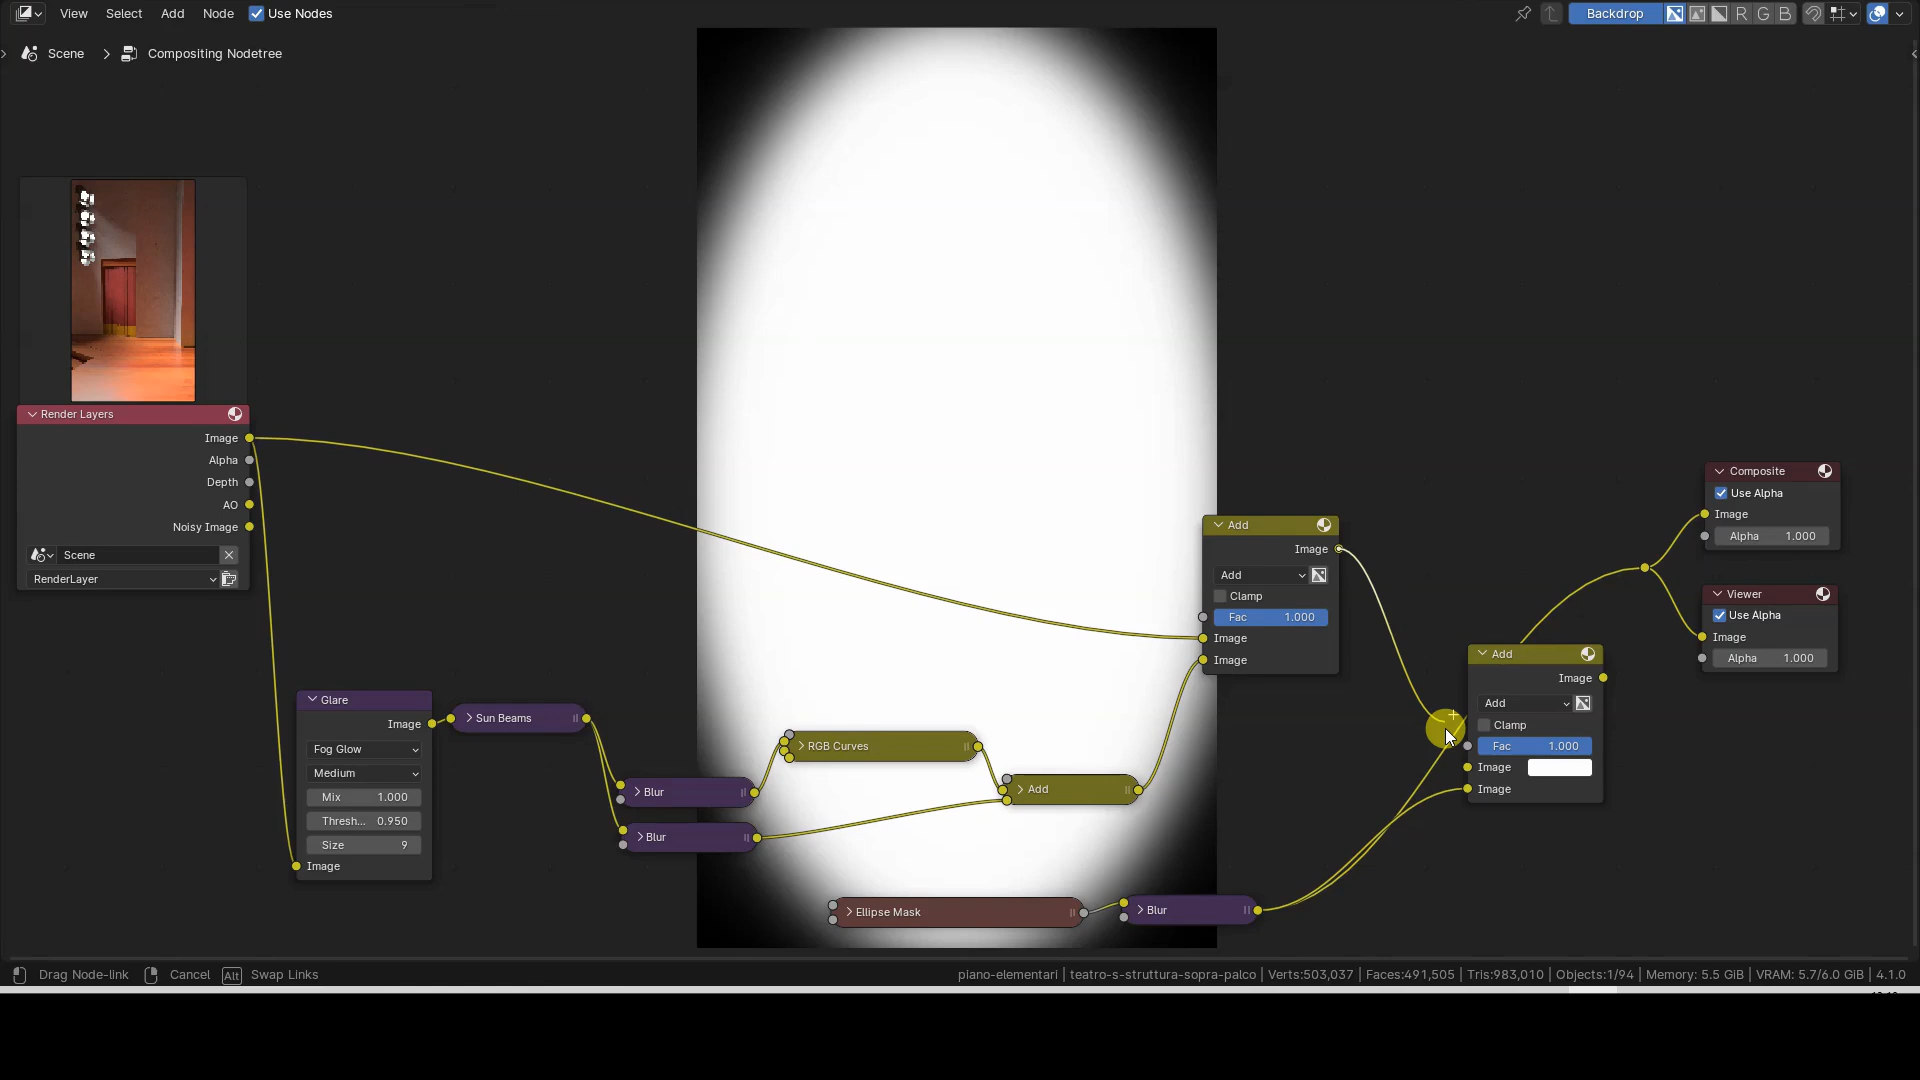 View Select Add Node Use Nodes Backdrop R G B
Scene Compositing Nodetree
Render Layers
Image
Alpha
Depth
AO
Noisy Image
Scene
RenderLayer
Glare
Image
Fog Glow
Medium
Mix 1.000
Thresh... 0.950
Size 9
Image
Sun Beams
Blur
Blur
RGB Curves
Add
Ellipse Mask
Blur
Add
Image
Add
Clamp
Fac 1.000
Image
Image
Add
Image
Add
Clamp
Fac 1.000
Image
Image
Composite
Use Alpha
Image
Alpha 1.000
Viewer
Use Alpha
Image
Alpha 1.000
Drag Node-link Cancel Alt Swap Links piano-elementari | teatro-s-struttura-sopra-palco | Verts:503,037 | Faces:491,505 | Tris:983,010 | Objects:1/94 | Memory: 5.5 GiB | VRAM: 5.7/6.0 GiB | 4.1.0